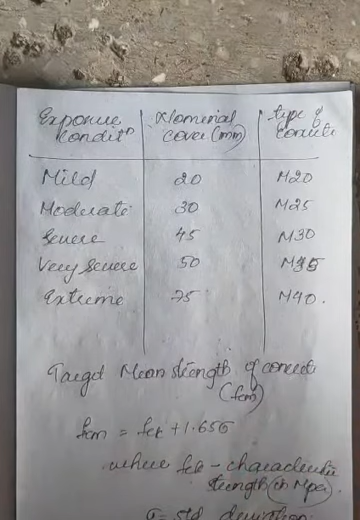 Exposure Conditn Nominal cover (mm) type of Concrete
Mild 20 M20
Moderate 30 M25
Severe 45 M30
Very Severe 50 M35
Extreme 75 M40.
Target Mean strength of concrete
(fcm)
fcm = fck + 1.65σ
where fck - characteristic
strength (in Mpa)
σ = std deviation